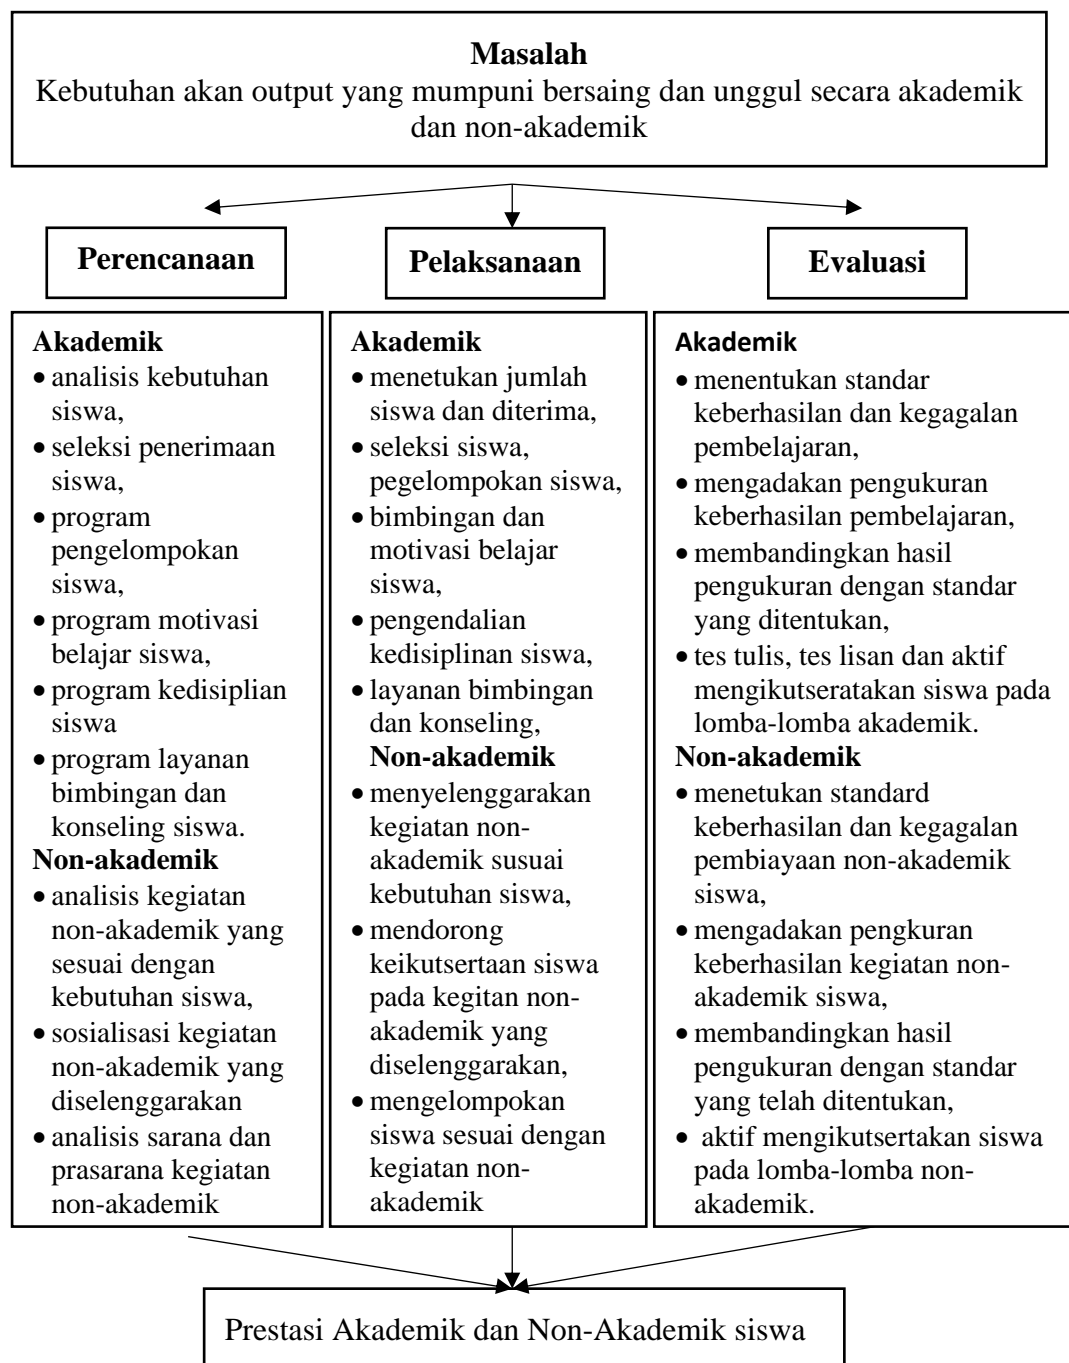 Masalah
Kebutuhan akan output yang mumpuni bersaing dan unggul secara akademik
dan non-akademik
Perencanaan
Pelaksanaan
Evaluasi
Akademik
• analisis kebutuhan
siswa,
• seleksi penerimaan
siswa,
• program
pengelompokan
siswa,
• program motivasi
belajar siswa,
• program kedisiplian
siswa
• program layanan
bimbingan dan
konseling siswa.
Non-akademik
• analisis kegiatan
non-akademik yang
sesuai dengan
kebutuhan siswa,
• sosialisasi kegiatan
non-akademik yang
diselenggarakan
• analisis sarana dan
prasarana kegiatan
non-akademik
Akademik
• menetukan jumlah
siswa dan diterima,
• seleksi siswa,
pegelompokan siswa,
• bimbingan dan
motivasi belajar
siswa,
• pengendalian
kedisiplinan siswa,
• layanan bimbingan
dan konseling,
Non-akademik
• menyelenggarakan
kegiatan non-
akademik susuai
kebutuhan siswa,
• mendorong
keikutsertaan siswa
pada kegitan non-
akademik yang
diselenggarakan,
• mengelompokan
siswa sesuai dengan
kegiatan non-
akademik
Akademik
• menentukan standar
keberhasilan dan kegagalan
pembelajaran,
• mengadakan pengukuran
keberhasilan pembelajaran,
• membandingkan hasil
pengukuran dengan standar
yang ditentukan,
• tes tulis, tes lisan dan aktif
mengikutseratakan siswa pada
lomba-lomba akademik.
Non-akademik
• menetukan standard
keberhasilan dan kegagalan
pembiayaan non-akademik
siswa,
• mengadakan pengkuran
keberhasilan kegiatan non-
akademik siswa,
• membandingkan hasil
pengukuran dengan standar
yang telah ditentukan,
• aktif mengikutsertakan siswa
pada lomba-lomba non-
akademik.
Prestasi Akademik dan Non-Akademik siswa